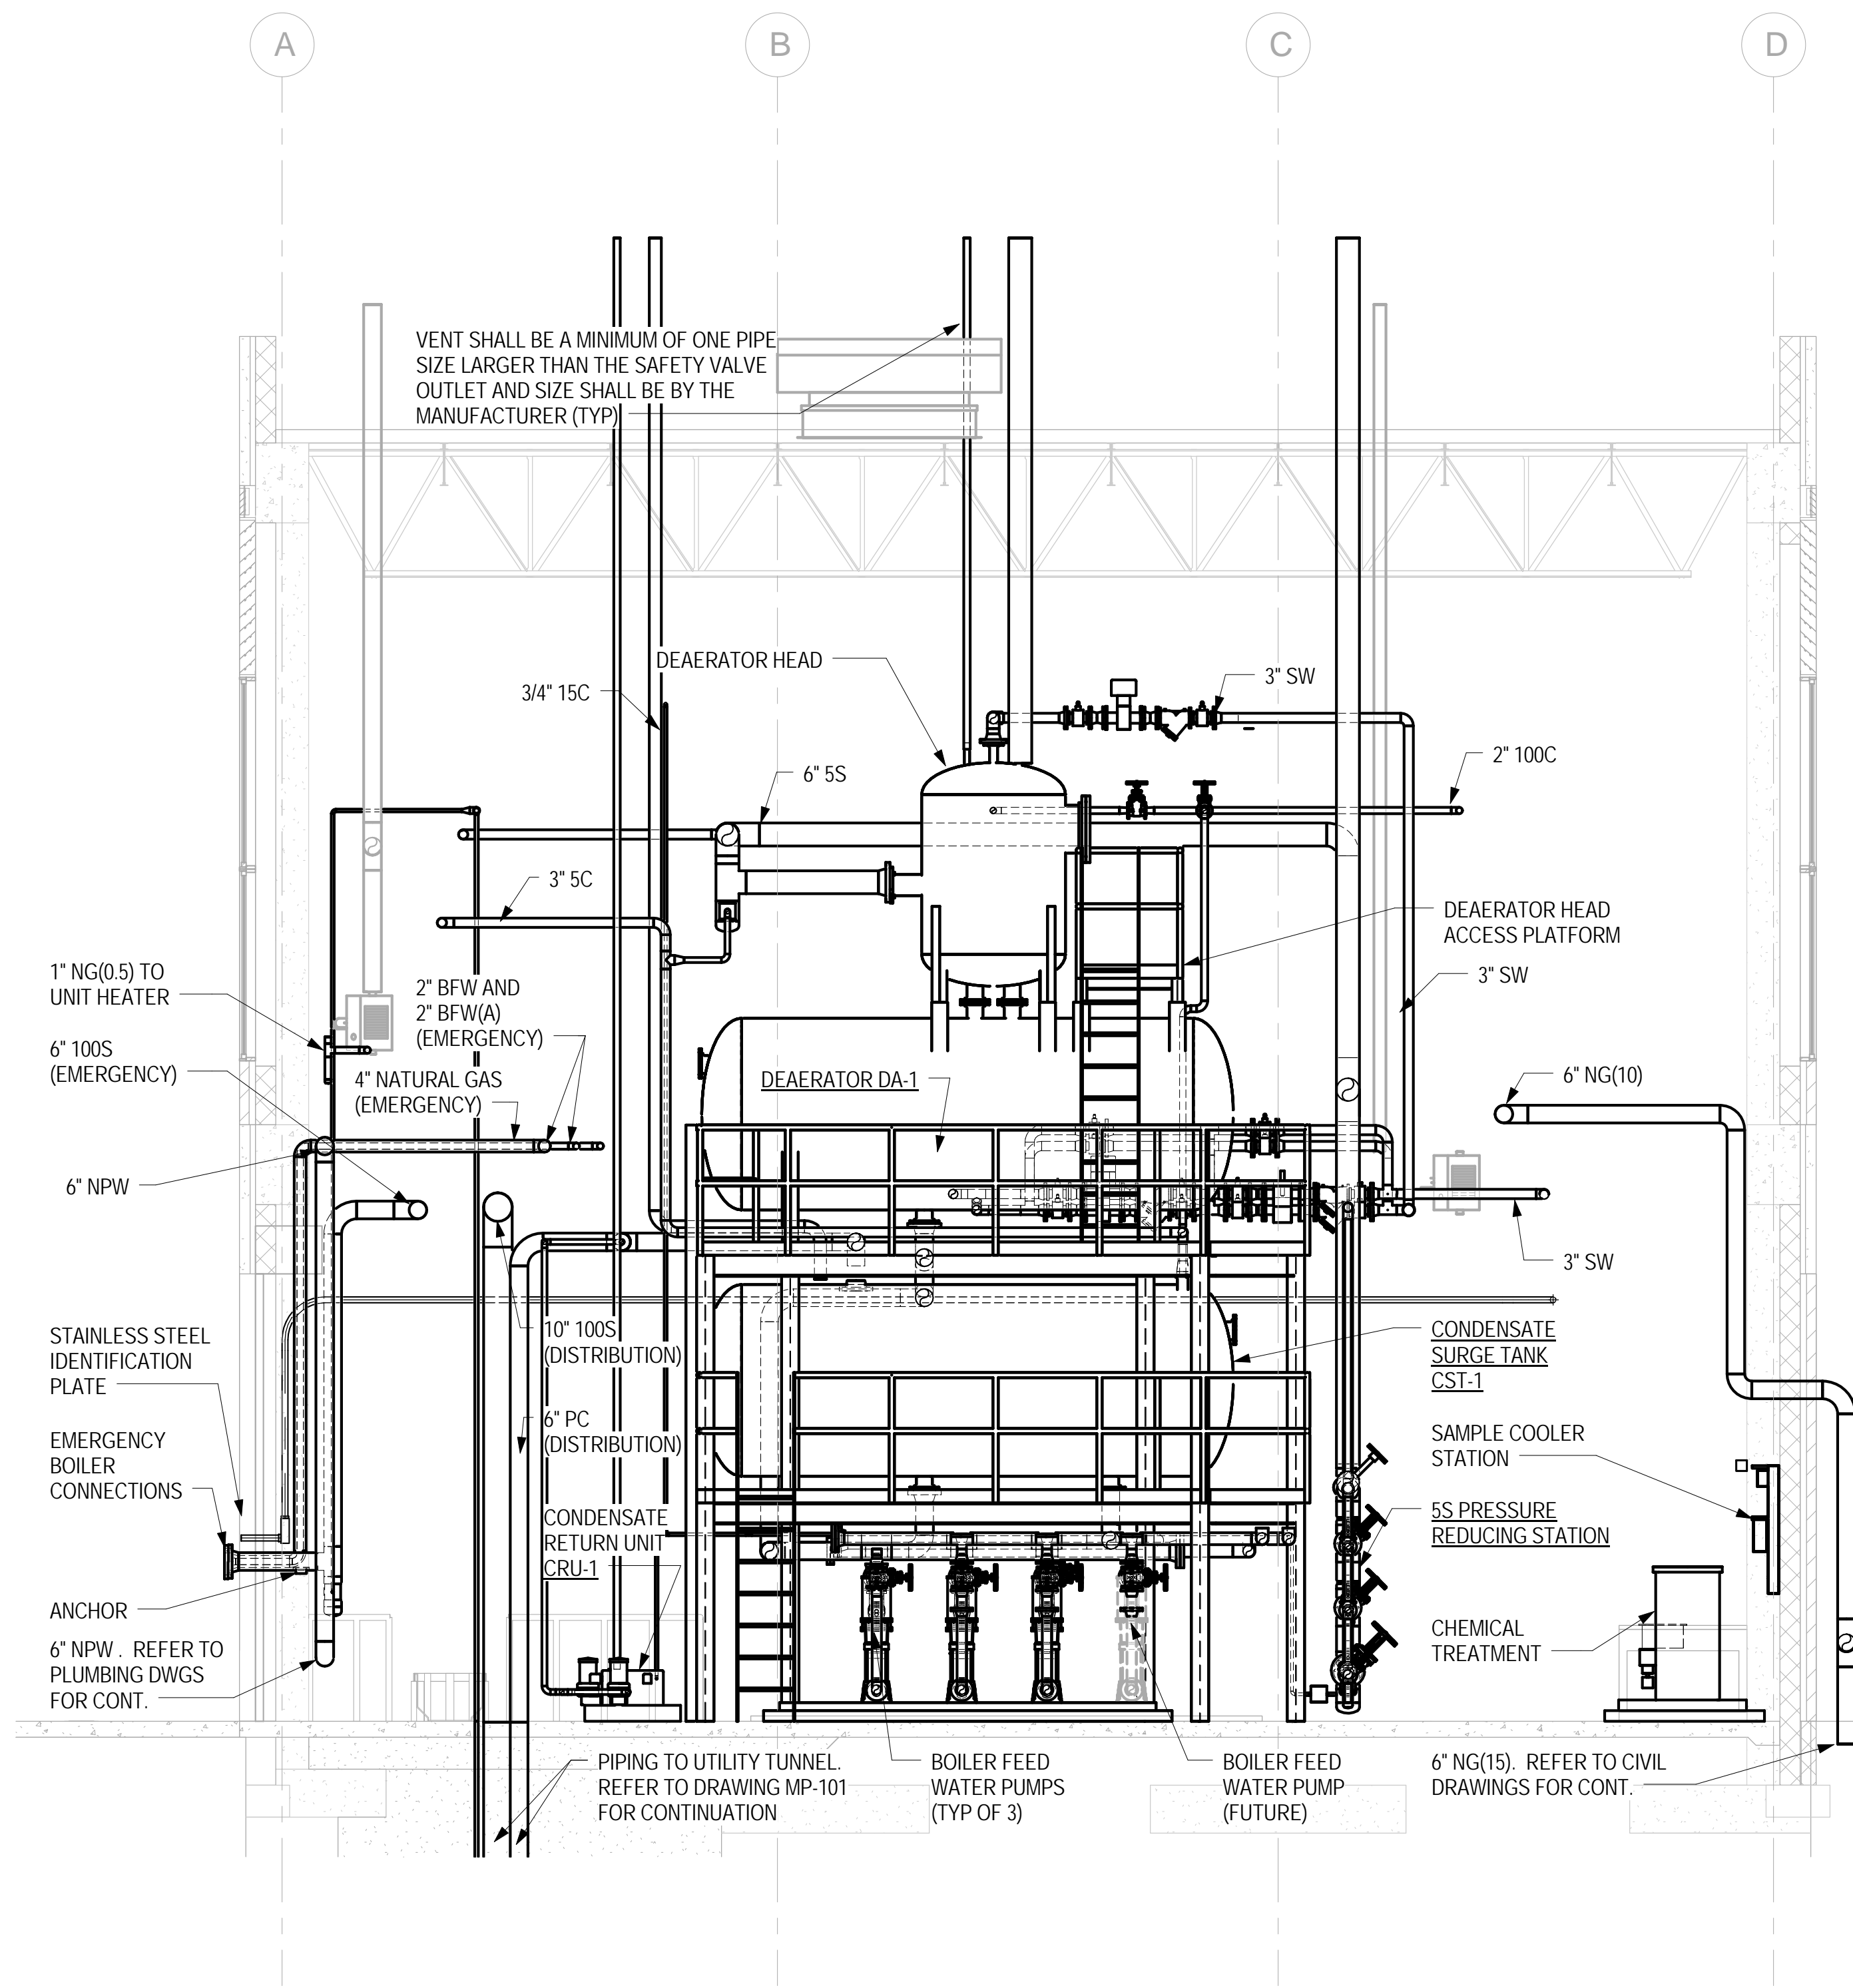 A
B
C
D
VENT SHALL BE A MINIMUM OF ONE PIPE
SIZE LARGER THAN THE SAFETY VALVE
OUTLET AND SIZE SHALL BE BY THE
MANUFACTURER (TYP)
DEAERATOR HEAD
3/4" 15C
3" SW
2" 100C
6" 5S
3" 5C
DEAERATOR HEAD
ACCESS PLATFORM
3" SW
1" NG(0.5) TO
UNIT HEATER
2" BFW AND
2" BFW(A)
(EMERGENCY)
6" 100S
(EMERGENCY)
4" NATURAL GAS
(EMERGENCY)
DEAERATOR DA-1
6" NG(10)
6" NPW
3" SW
STAINLESS STEEL
IDENTIFICATION
PLATE
10" 100S
(DISTRIBUTION)
CONDENSATE
SURGE TANK
CST-1
6" PC
(DISTRIBUTION)
EMERGENCY
BOILER
CONNECTIONS
SAMPLE COOLER
STATION
CONDENSATE
RETURN UNIT
CRU-1
5S PRESSURE
REDUCING STATION
ANCHOR
6" NPW .  REFER TO
PLUMBING DWGS
FOR CONT.
CHEMICAL
TREATMENT
PIPING TO UTILITY TUNNEL.
REFER TO DRAWING MP-101
FOR CONTINUATION
BOILER FEED
WATER PUMPS
(TYP OF 3)
BOILER FEED
WATER PUMP
(FUTURE)
6" NG(15).  REFER TO CIVIL
DRAWINGS FOR CONT.